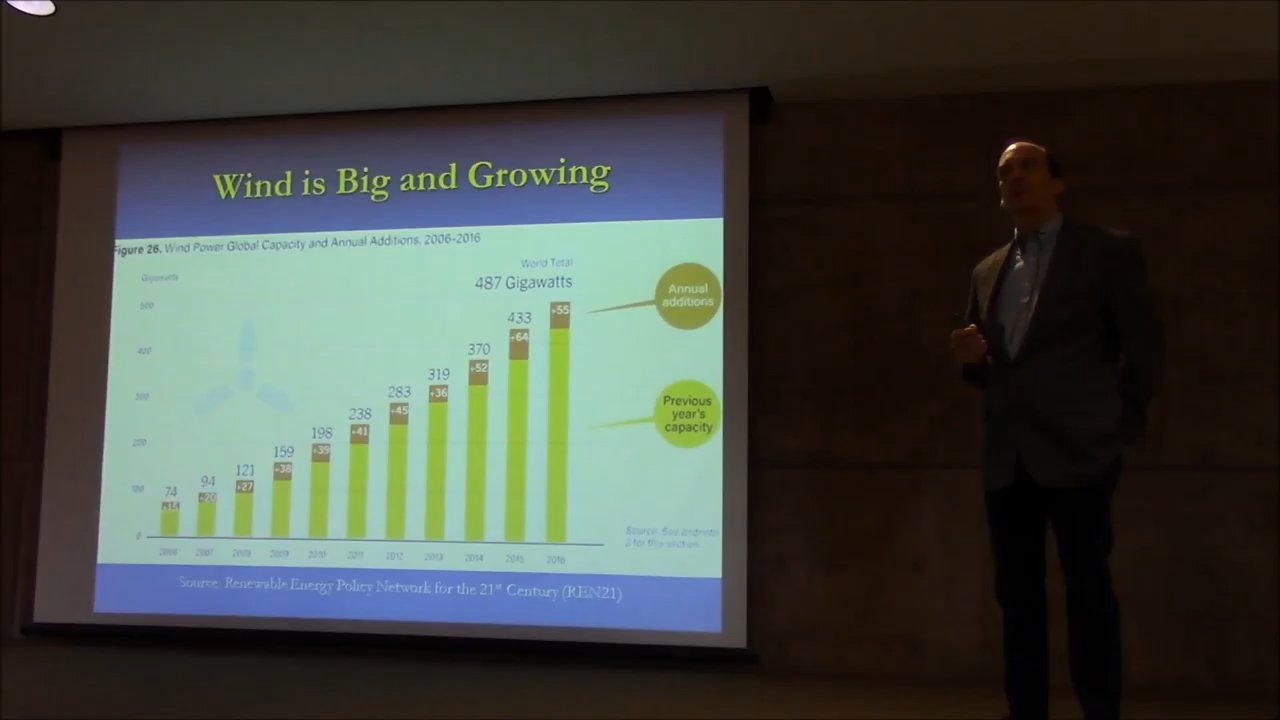 Wind is Big and Growing
Figure 26. Wind Power Global Capacity and Annual Additions, 2006-2016
Gigawatts
World Total
487 Gigawatts
Annual
additions
Previous
year's
capacity
500
400
300
200
100
0
74
94
121
159
198
238
283
319
370
433
+20
+27
+38
+39
+41
+45
+36
+52
+64
+55
2006 2007 2008 2009 2010 2011 2012 2013 2014 2015 2016
Source: See endnote
2 for this section.
Source: Renewable Energy Policy Network for the 21st Century (REN21)